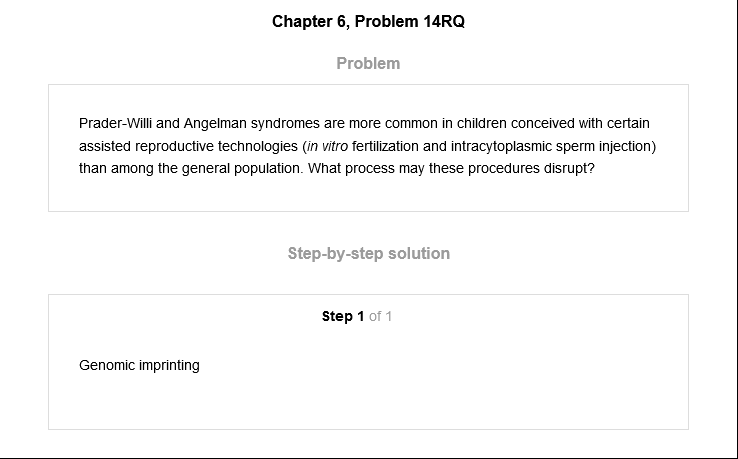 Chapter 6, Problem 14RQ
Problem
Prader-Willi and Angelman syndromes are more common in children conceived with certain
assisted reproductive technologies (in vitro fertilization and intracytoplasmic sperm injection)
than among the general population. What process may these procedures disrupt?
Step-by-step solution
Step 1 of 1
Genomic imprinting